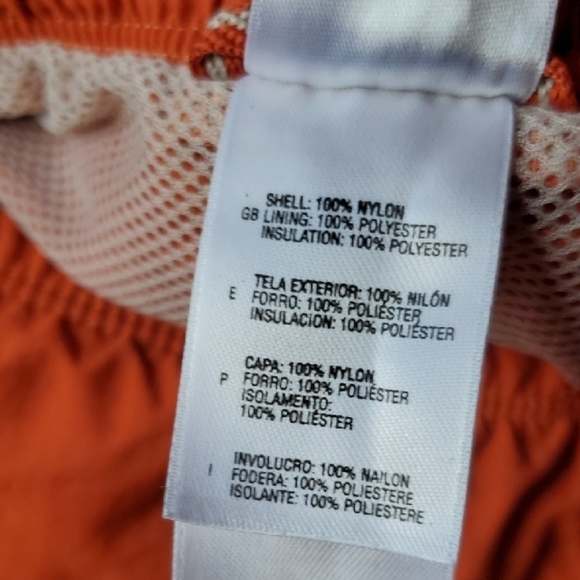 SHELL: 100% NYLON
GB LINING: 100% POLYESTER
INSULATION: 100% POLYESTER
TELA EXTERIOR: 100% NILÓN
E FORRO: 100% POLIÉSTER
INSULACION: 100% POLIÉSTER
CAPA: 100% NYLON
P FORRO: 100% POLIÉSTER
ISOLAMENTO:
100% POLIÉSTER
INVOLUCRO: 100% NAILON
I FODERA: 100% POLIESTERE
ISOLANTE: 100% POLIESTERE